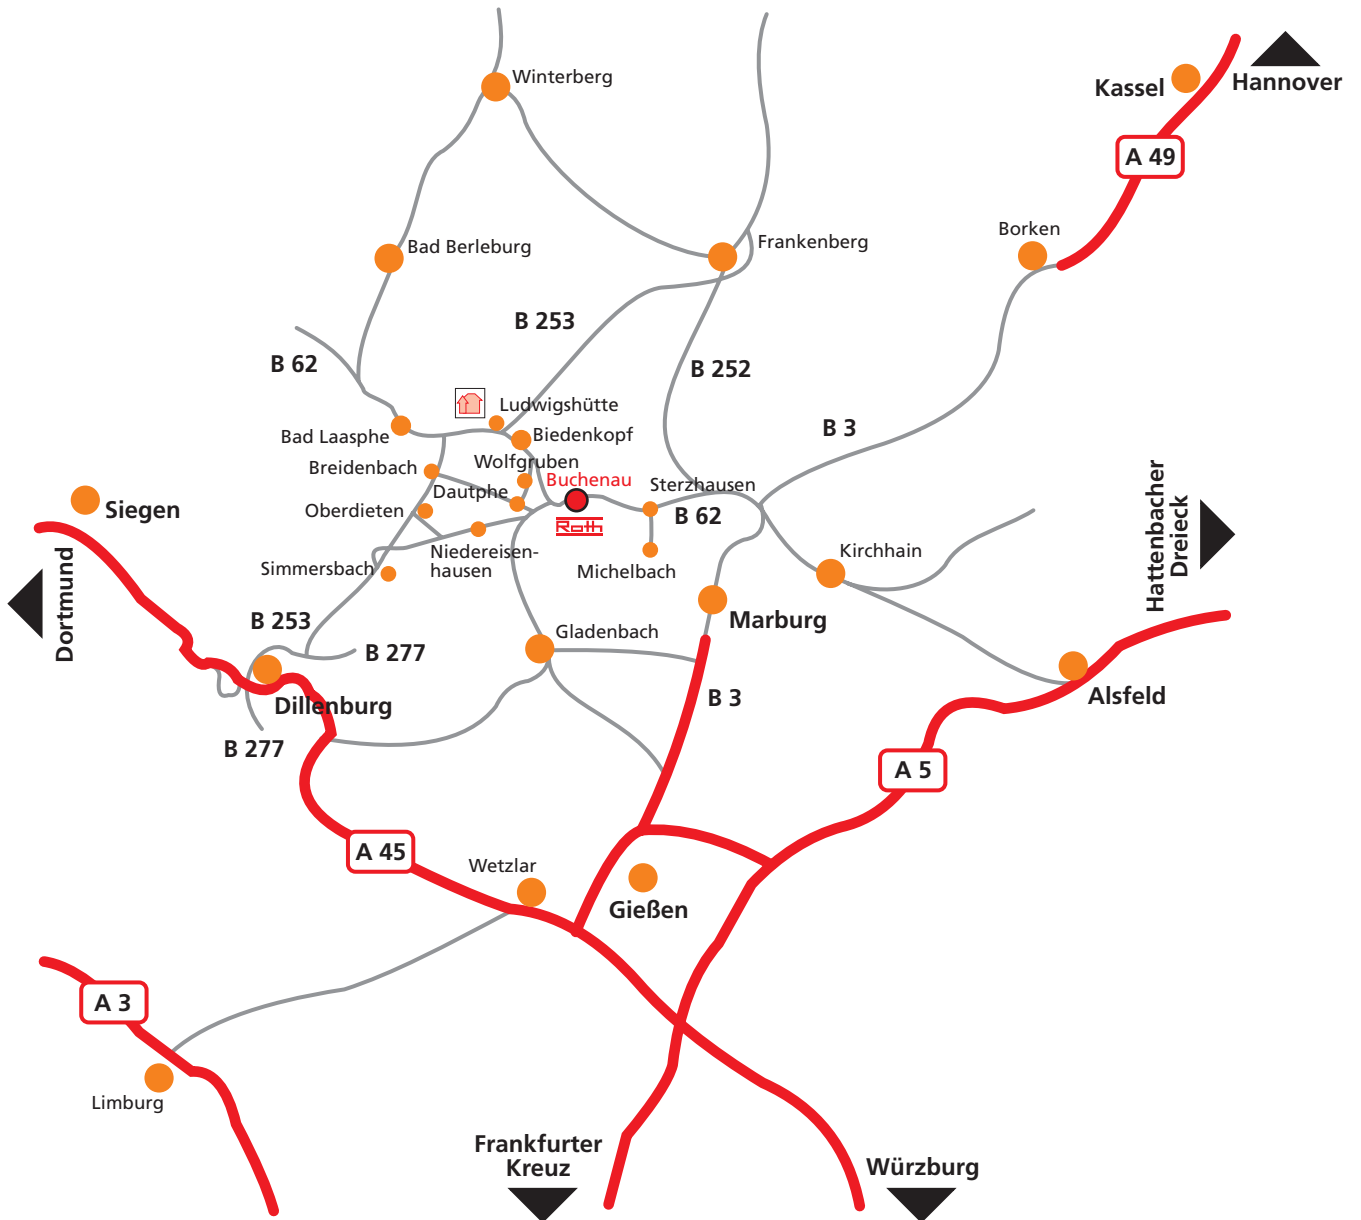 Winterberg
Kassel
Hannover
A 49
Borken
Bad Berleburg
Frankenberg
B 253
B 62
B 252
Ludwigshütte
B 3
Bad Laasphe
Biedenkopf
Breidenbach
Wolfgruben
Buchenau
Sterzhausen
Dautphe
Siegen
Oberdieten
Roth
B 62
Niedereisen-
hausen
Simmersbach
Michelbach
Kirchhain
Hattenbacher
Dreieck
Dortmund
B 253
Marburg
Gladenbach
B 277
Dillenburg
B 3
Alsfeld
B 277
A 5
A 45
Wetzlar
Gießen
A 3
Limburg
Frankfurter
Kreuz
Würzburg